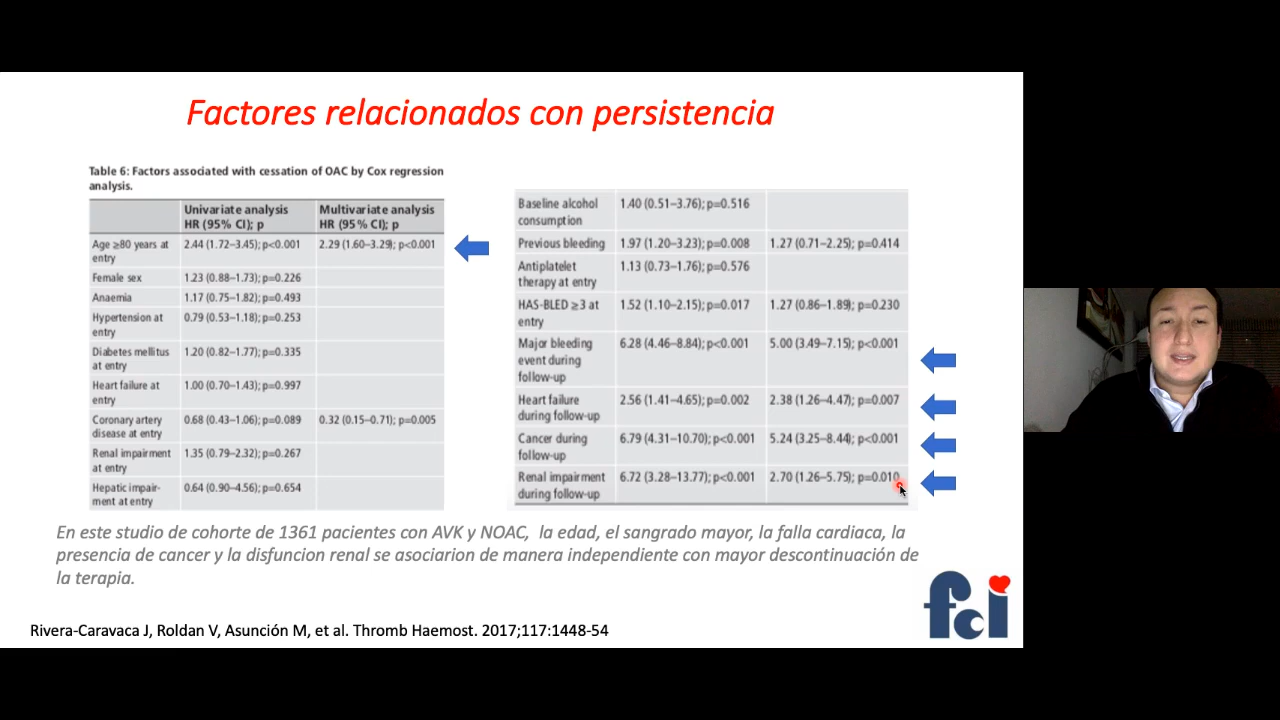 Factores relacionados con persistencia
Table 6: Factors associated with cessation of OAC by Cox regression
analysis.
Univariate analysis Multivariate analysis
HR (95% CI); p HR (95% CI); p
Age ≥80 years at 2.44 (1.72–3.45); p<0.001 2.29 (1.60–3.29); p<0.001
entry
Female sex 1.23 (0.88–1.73); p=0.226
Anaemia 1.17 (0.75–1.82); p=0.493
Hypertension at 0.79 (0.53–1.18); p=0.253
entry
Diabetes mellitus 1.20 (0.82–1.77); p=0.335
at entry
Heart failure at 1.00 (0.70–1.43); p=0.997
entry
Coronary artery 0.68 (0.43–1.06); p=0.089 0.32 (0.15–0.71); p=0.005
disease at entry
Renal impairment 1.35 (0.79–2.32); p=0.267
at entry
Hepatic impair- 0.64 (0.90–4.56); p=0.654
ment at entry
Baseline alcohol 1.40 (0.51–3.76); p=0.516
consumption
Previous bleeding 1.97 (1.20–3.23); p=0.008 1.27 (0.71–2.25); p=0.414
Antiplatelet 1.13 (0.73–1.76); p=0.576
therapy at entry
HAS-BLED ≥3 at 1.52 (1.10–2.15); p=0.017 1.27 (0.86–1.89); p=0.230
entry
Major bleeding 6.28 (4.46–8.84); p<0.001 5.00 (3.49–7.15); p<0.001
event during
follow-up
Heart failure 2.56 (1.41–4.65); p=0.002 2.38 (1.26–4.47); p=0.007
during follow-up
Cancer during 6.79 (4.31–10.70); p<0.001 5.24 (3.25–8.44); p<0.001
follow-up
Renal impairment 6.72 (3.28–13.77); p<0.001 2.70 (1.26–5.75); p=0.010
during follow-up
En este studio de cohorte de 1361 pacientes con AVK y NOAC, la edad, el sangrado mayor, la falla cardiaca, la
presencia de cancer y la disfuncion renal se asociarion de manera independiente con mayor descontinuación de
la terapia.
fci
Rivera-Caravaca J, Roldan V, Asunción M, et al. Thromb Haemost. 2017;117:1448-54